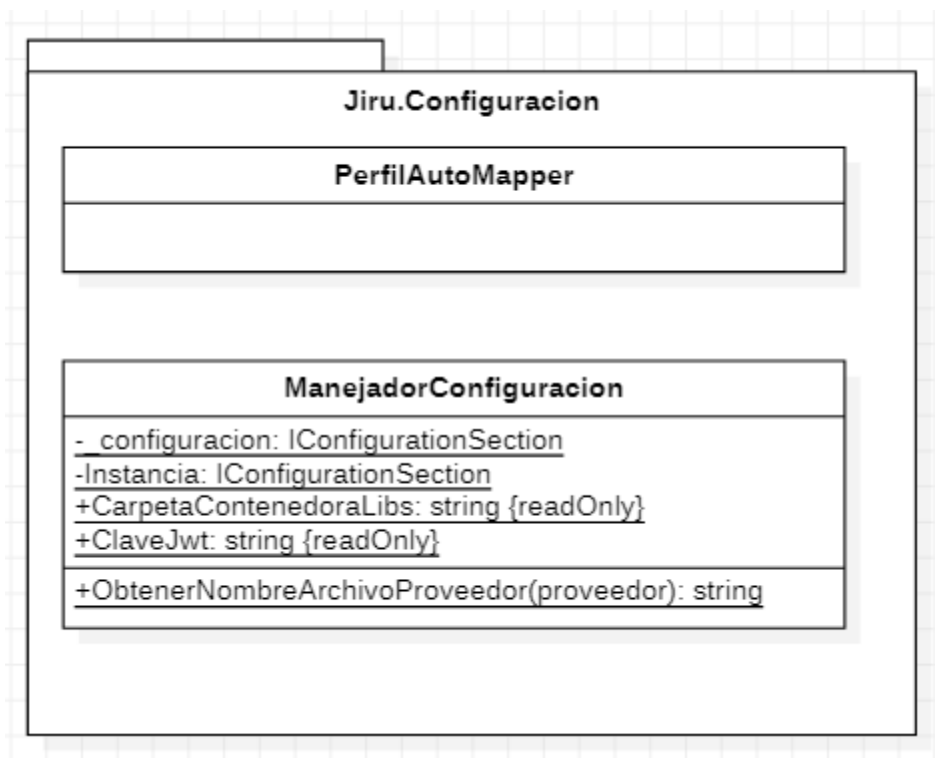 Jiru.Configuracion
PerfilAutoMapper
ManejadorConfiguracion
-_configuracion: IConfigurationSection
-Instancia: IConfigurationSection
+CarpetaContenedoraLibs: string {readOnly}
+ClaveJwt: string {readOnly}
+ObtenerNombreArchivoProveedor(proveedor): string